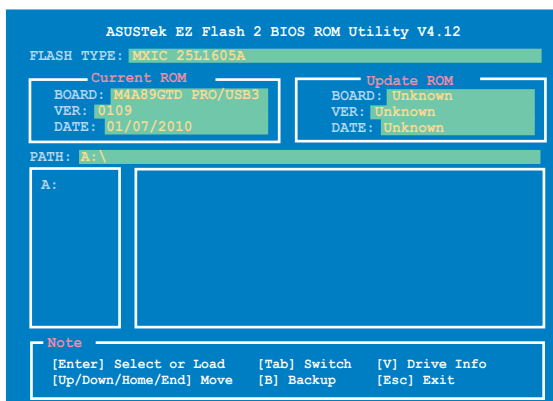 ASUSTek EZ Flash 2 BIOS ROM Utility V4.12
FLASH TYPE: MXIC 25L1605A
Current ROM
BOARD: M4A89GTD PRO/USB3
VER: 0109
DATE: 01/07/2010
Update ROM
BOARD: Unknown
VER: Unknown
DATE: Unknown
PATH: A:\
A:
Note
[Enter] Select or Load [Tab] Switch [V] Drive Info
[Up/Down/Home/End] Move [B] Backup [Esc] Exit